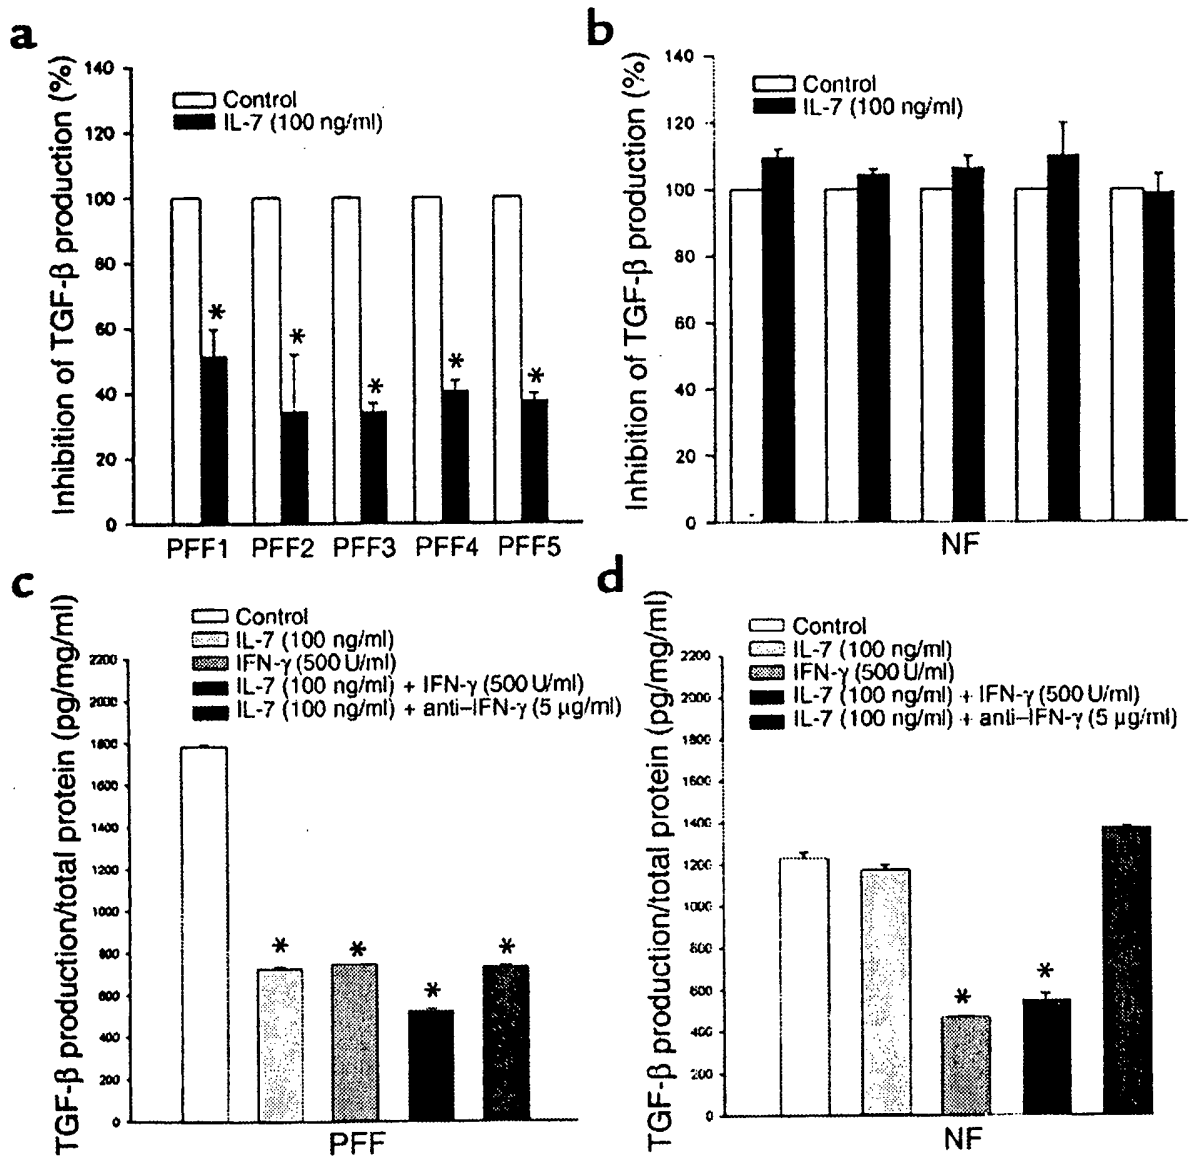 a
Inhibition of TGF-β production (%)
140
120
100
80
60
40
20
0
Control
IL-7 (100 ng/ml)
*
*
*
*
*
PFF1 PFF2 PFF3 PFF4 PFF5
b
Inhibition of TGF-β production (%)
140
120
100
80
60
40
20
0
Control
IL-7 (100 ng/ml)
NF
c
TGF-β production/total protein (pg/mg/ml)
2200
2000
1800
1600
1400
1200
1000
800
600
400
200
0
Control
IL-7 (100 ng/ml)
IFN-γ (500 U/ml)
IL-7 (100 ng/ml) + IFN-γ (500 U/ml)
IL-7 (100 ng/ml) + anti–IFN-γ (5 μg/ml)
*
*
*
*
PFF
d
TGF-β production/total protein (pg/mg/ml)
2200
2000
1800
1600
1400
1200
1000
800
600
400
200
0
Control
IL-7 (100 ng/ml)
IFN-γ (500 U/ml)
IL-7 (100 ng/ml) + IFN-γ (500 U/ml)
IL-7 (100 ng/ml) + anti–IFN-γ (5 μg/ml)
*
*
NF